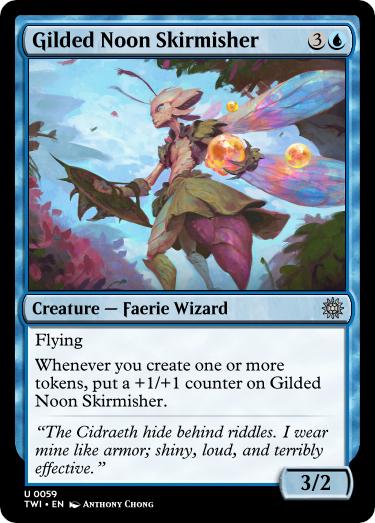 Gilded Noon Skirmisher 3
Creature — Faerie Wizard
Flying
Whenever you create one or more
tokens, put a +1/+1 counter on Gilded
Noon Skirmisher.
“The Cidraeth hide behind riddles. I wear
mine like armor; shiny, loud, and terribly
effective.”
3/2
U 0059
TWI • EN Anthony Chong